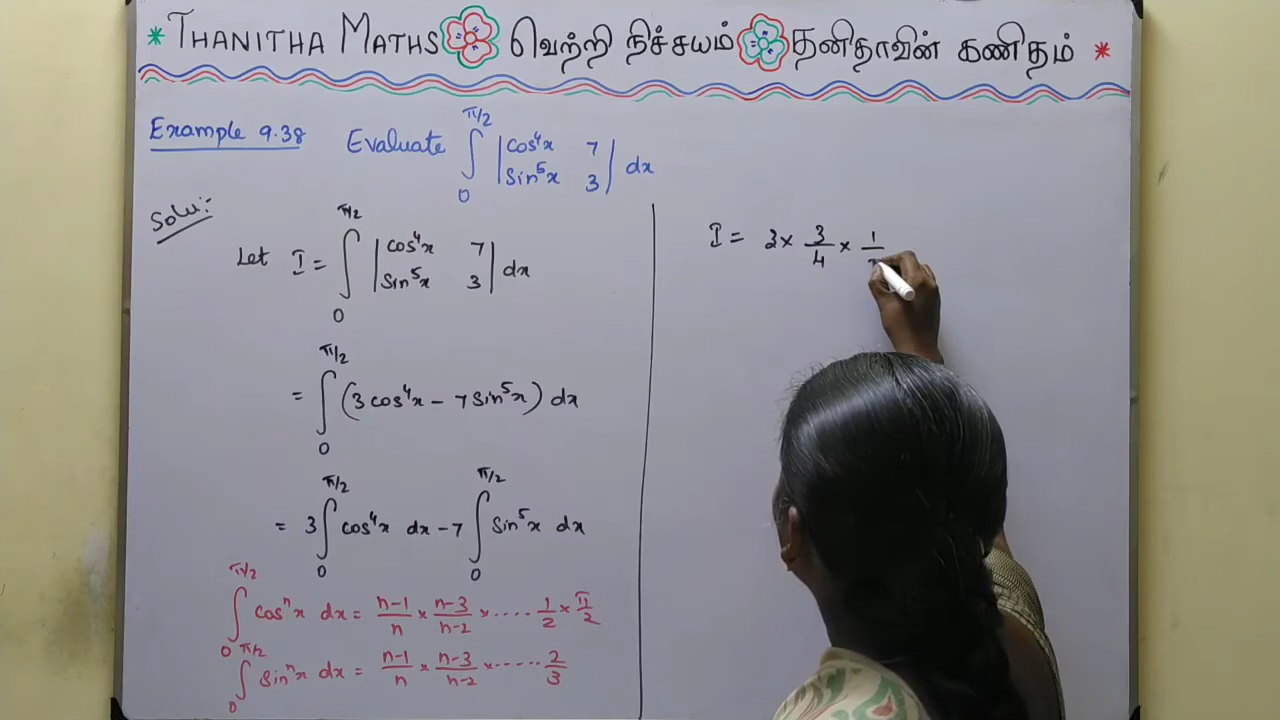 * THANITHA MATHS வெற்றி நிச்சயம் தனிதாவின் கணிதம் *
Example 9.38 Evaluate ∫₀^(π/2) |cos⁴x 7; Sin⁵x 3| dx
Solu:-
Let I = ∫₀^(π/2) |cos⁴x 7; Sin⁵x 3| dx
= ∫₀^(π/2) (3cos⁴x − 7Sin⁵x) dx
= 3 ∫₀^(π/2) cos⁴x dx − 7 ∫₀^(π/2) Sin⁵x dx
∫₀^(π/2) cosⁿx dx = (n-1)/n × (n-3)/(n-2) × ..... 1/2 × π/2
∫₀^(π/2) Sinⁿx dx = (n-1)/n × (n-3)/(n-2) × ..... 2/3
I = 3 × 3/4 × 1/